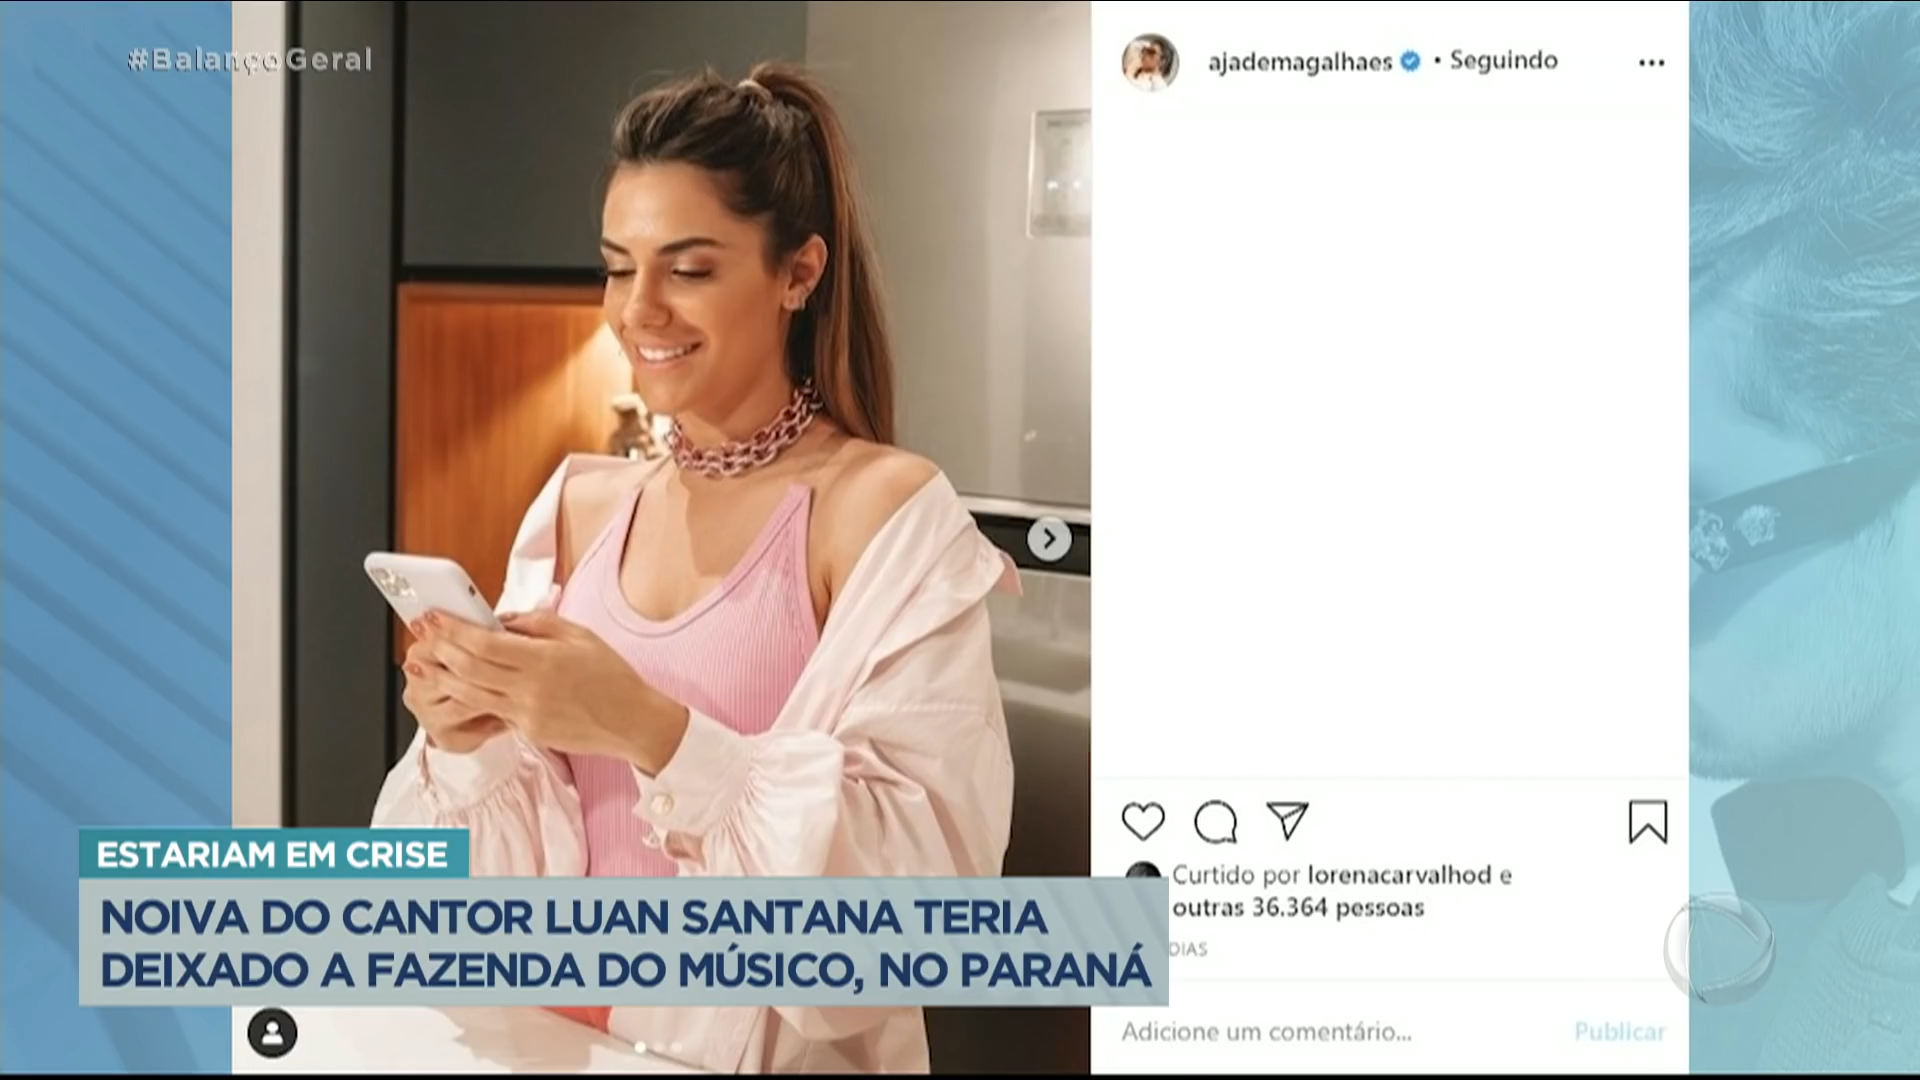 #BalançoGeral
ajademagalhaes • Seguindo
Curtido por lorenacarvalhod e
outras 36.364 pessoas
DIAS
Adicione um comentário...
Publicar
ESTARIAM EM CRISE
NOIVA DO CANTOR LUAN SANTANA TERIA
DEIXADO A FAZENDA DO MÚSICO, NO PARANÁ